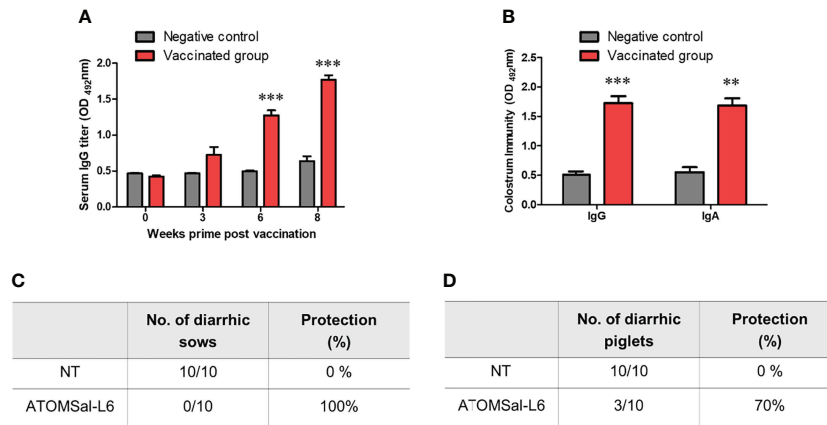 A
Negative control
Vaccinated group
Serum IgG titer (OD 492nm)
2.0
1.5
1.0
0.5
0.0
***
***
0 3 6 8
Weeks prime post vaccination
B
Negative control
Vaccinated group
Colostrum Immunity (OD 492nm)
2.5
2.0
1.5
1.0
0.5
0.0
***
**
IgG IgA
C
No. of diarrhic sows Protection (%)
NT 10/10 0 %
ATOMSal-L6 0/10 100%
D
No. of diarrhic piglets Protection (%)
NT 10/10 0 %
ATOMSal-L6 3/10 70%